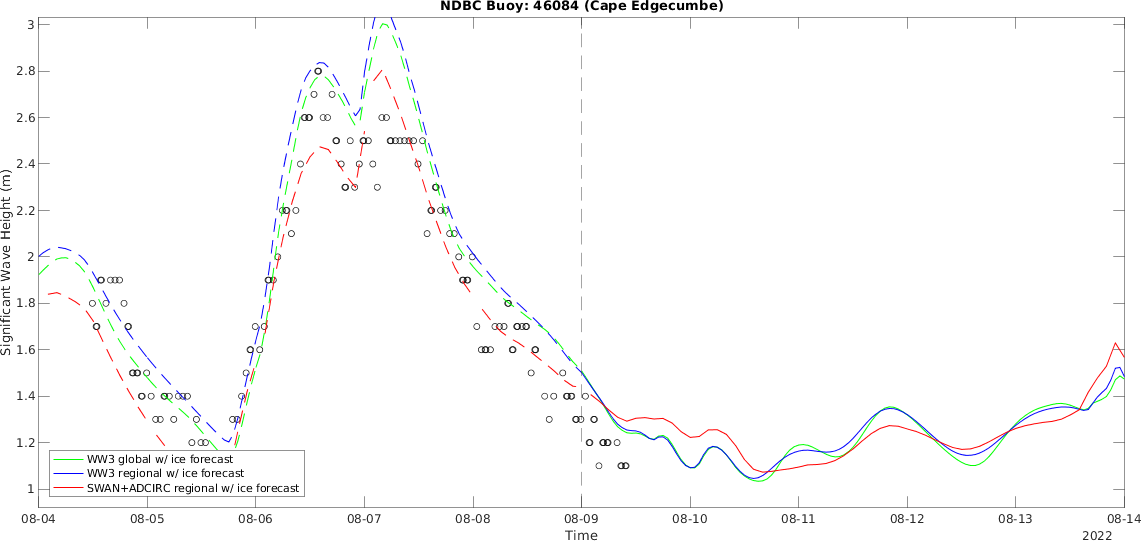 NDBC Buoy: 46084 (Cape Edgecumbe)
3
2.8
2.6
2.4
2.2
2
1.8
1.6
1.4
1.2
1
Significant Wave Height (m)
WW3 global w/ ice forecast
WW3 regional w/ ice forecast
SWAN+ADCIRC regional w/ ice forecast
08-04 08-05 08-06 08-07 08-08 08-09 08-10 08-11 08-12 08-13 08-14
Time
2022